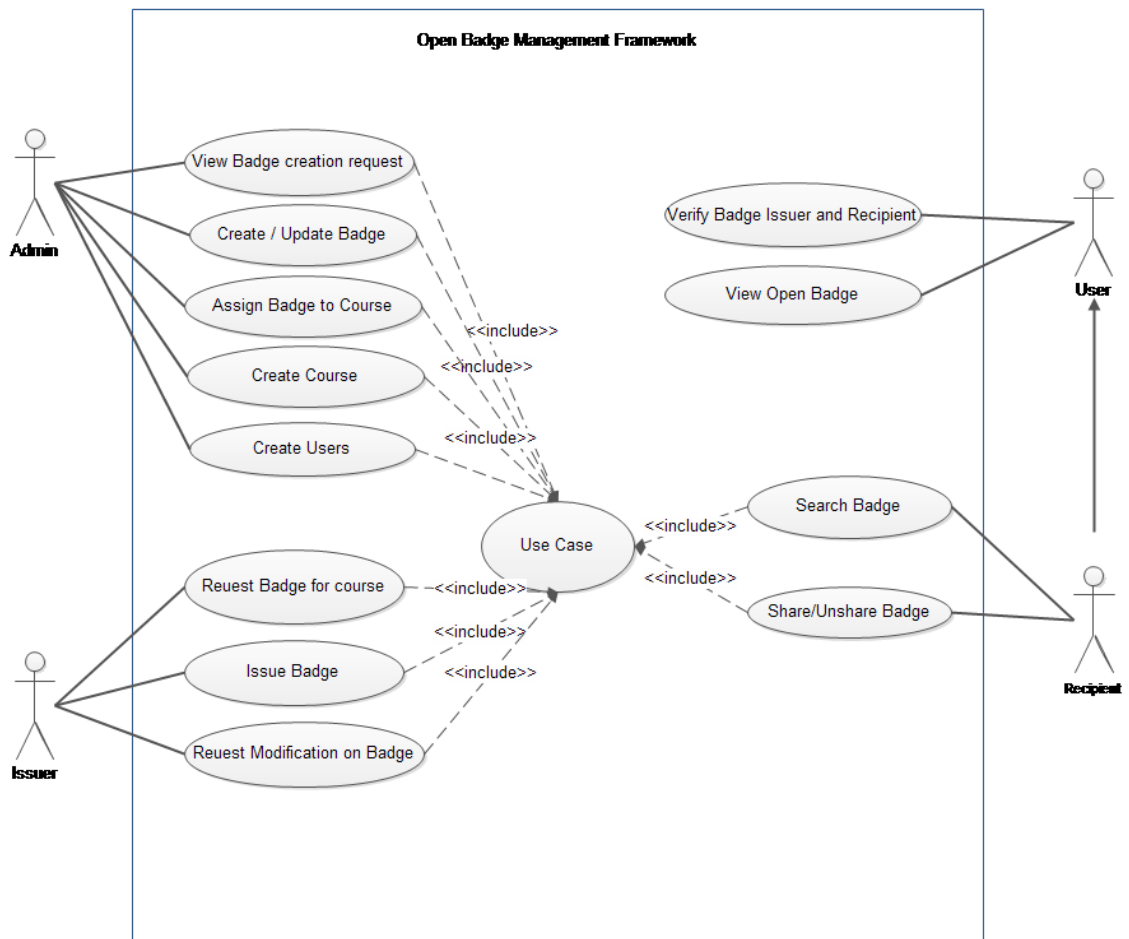 Open Badge Management Framework
View Badge creation request
Create / Update Badge
Assign Badge to Course
Create Course
Create Users
Admin
Verify Badge Issuer and Recipient
View Open Badge
User
<<include>>
<<include>>
<<include>>
Use Case
Search Badge
<<include>>
<<include>>
Share/Unshare Badge
Recipient
Reuest Badge for course
<<include>>
Issue Badge
<<include>>
<<include>>
Reuest Modification on Badge
Issuer